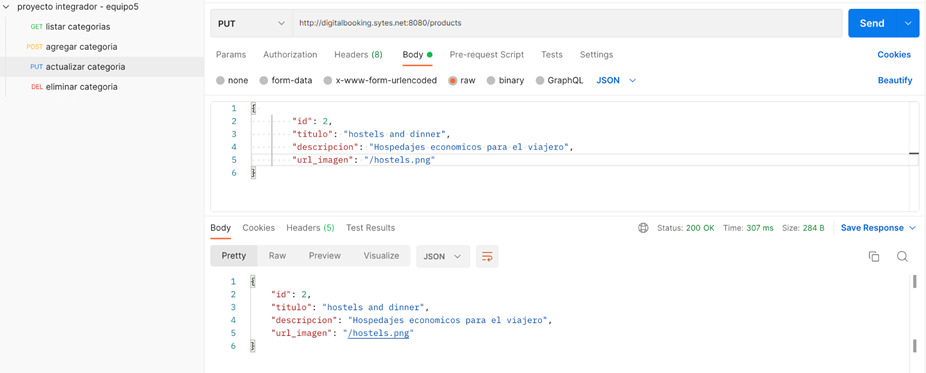 proyecto integrador - equipo5
GET listar categorias
POST agregar categoria
PUT actualizar categoria
DEL eliminar categoria
PUT http://digitalbooking.sytes.net:8080/products Send
Params Authorization Headers (8) Body Pre-request Script Tests Settings Cookies
none form-data x-www-form-urlencoded raw binary GraphQL JSON Beautify
1 {
2 "id": 2,
3 "titulo": "hostels and dinner",
4 "descripcion": "Hospedajes economicos para el viajero",
5 "url_imagen": "/hostels.png"
6 }
Body Cookies Headers (5) Test Results Status: 200 OK Time: 307 ms Size: 284 B Save Response
Pretty Raw Preview Visualize JSON
1 {
2 "id": 2,
3 "titulo": "hostels and dinner",
4 "descripcion": "Hospedajes economicos para el viajero",
5 "url_imagen": "/hostels.png"
6 }